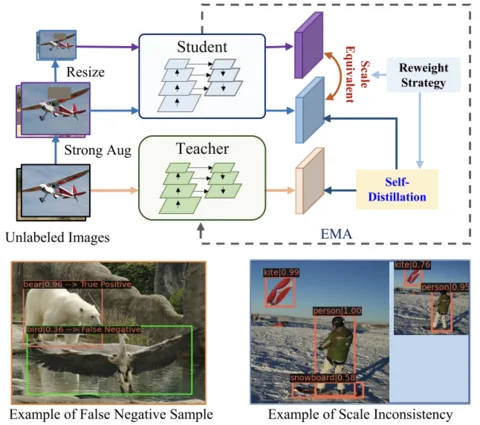 Student
Resize
Scale
Equivalent
Reweight
Strategy
Strong Aug
Teacher
Self-
Distillation
Unlabeled Images
EMA
bear|0.96 --> True Positive
bird|0.36 --> False Negative
kite|0.99
person|1.00
snowboard|0.58
kite|0.76
person|0.95
Example of False Negative Sample
Example of Scale Inconsistency